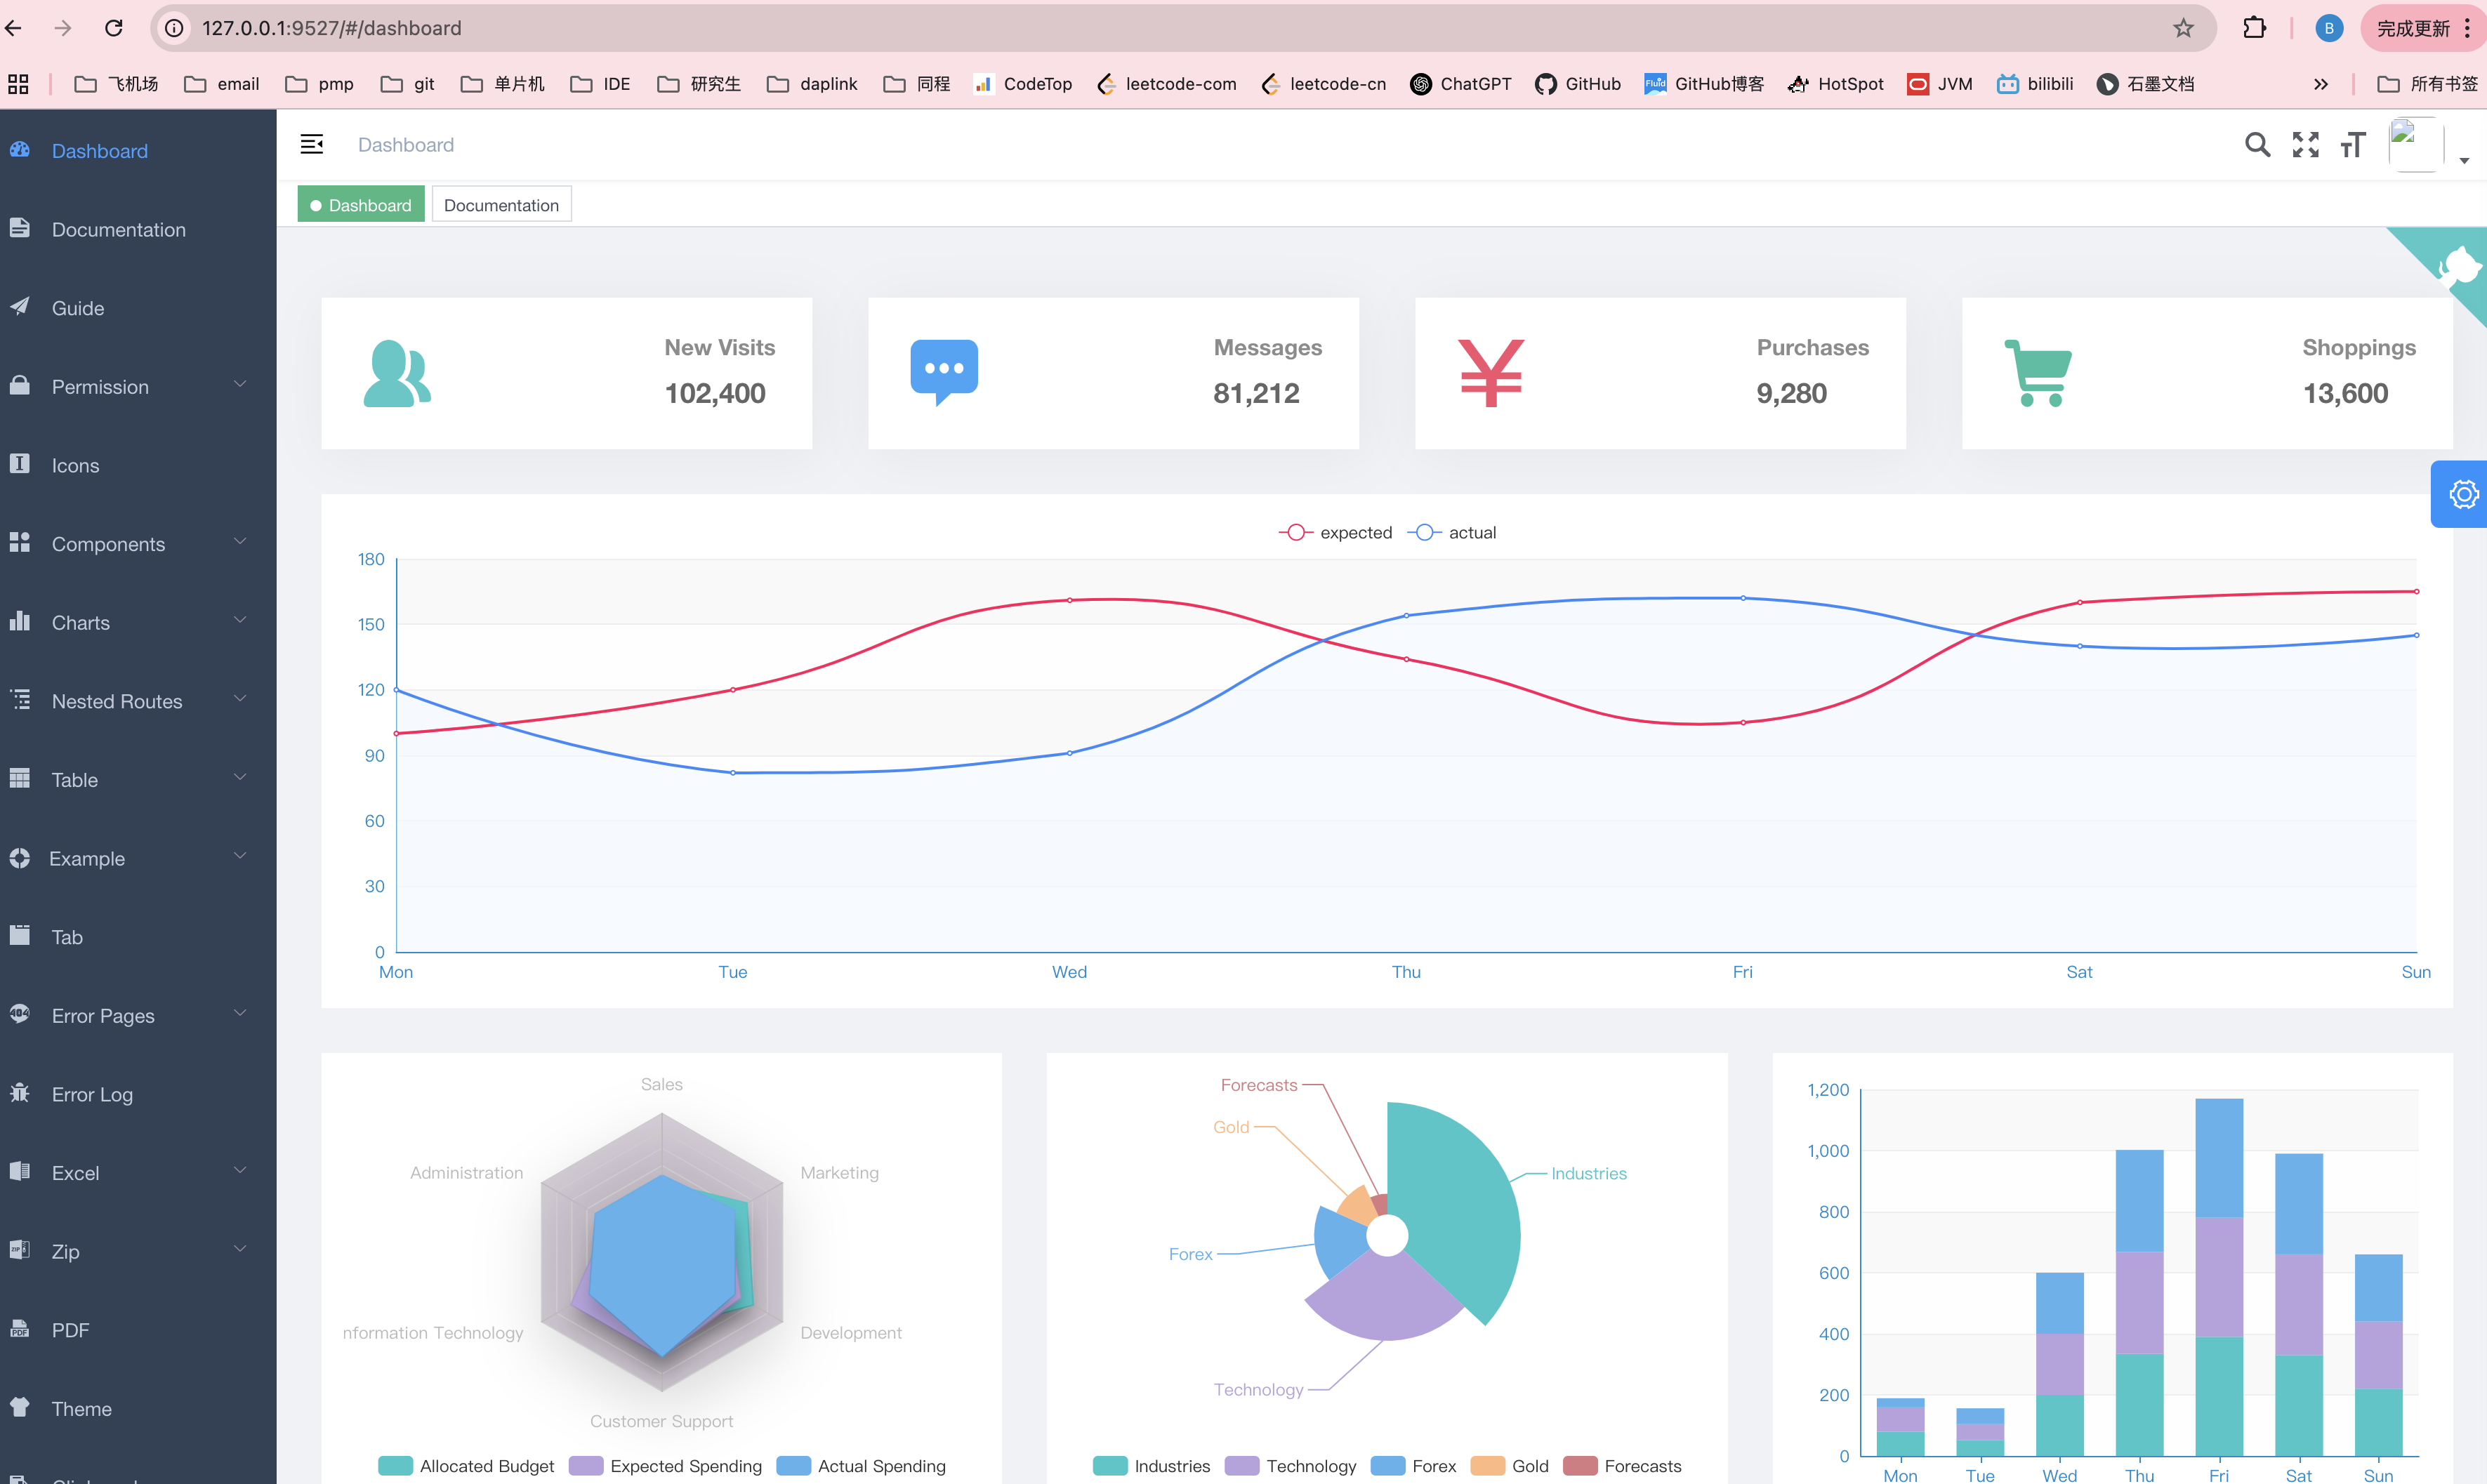 127.0.0.1:9527/#/dashboard
B
完成更新
飞机场 email pmp git 单片机 IDE 研究生 daplink 同程 CodeTop leetcode-com leetcode-cn ChatGPT GitHub Fluid GitHub博客 HotSpot JVM bilibili 石墨文档 所有书签
Dashboard
Documentation
Guide
Permission
Icons
Components
Charts
Nested Routes
Table
Example
Tab
404 Error Pages
Error Log
Excel
ZIP Zip
PDF PDF
Theme
Dashboard
Dashboard
Documentation
New Visits
102,400
Messages
81,212
Purchases
9,280
Shoppings
13,600
expected actual
180
150
120
90
60
30
0
Mon Tue Wed Thu Fri Sat Sun
Sales
Administration Marketing
nformation Technology Development
Customer Support
Allocated Budget Expected Spending Actual Spending
Forecasts
Gold
Industries
Forex
Technology
Industries Technology Forex Gold Forecasts
1,200
1,000
800
600
400
200
0
Mon Tue Wed Thu Fri Sat Sun